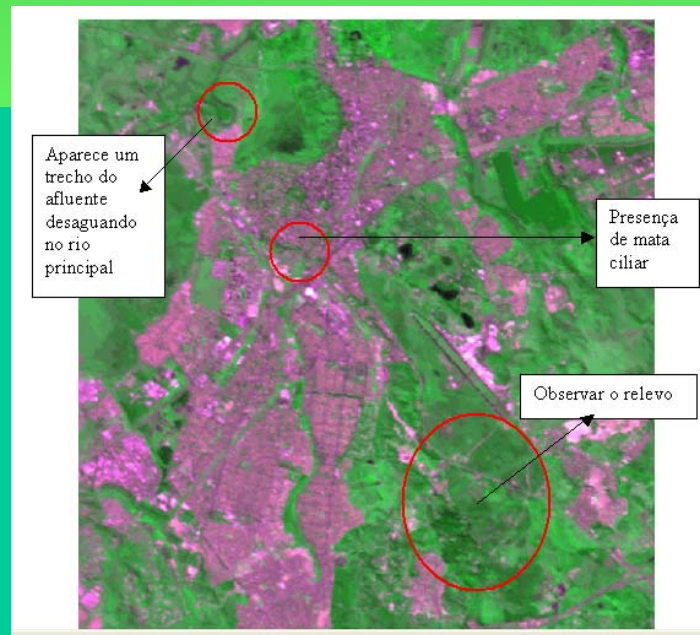 Aparece um
trecho do
afluente
desaguando
no rio
principal
Presença
de mata
ciliar
Observar o relevo